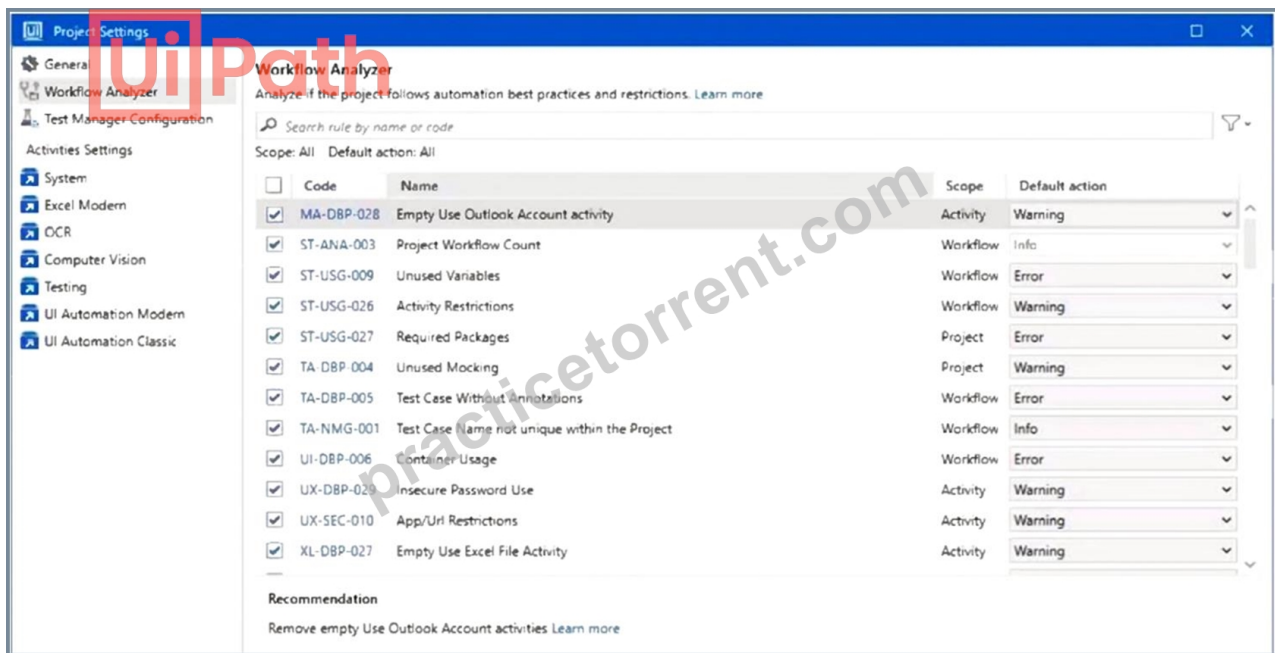 Project Settings
UiPath
General
Workflow Analyzer
Test Manager Configuration
Activities Settings
System
Excel Modern
OCR
Computer Vision
Testing
UI Automation Modern
UI Automation Classic
Workflow Analyzer
Analyze if the project follows automation best practices and restrictions. Learn more
Search rule by name or code
Scope: All Default action: All
Code Name Scope Default action
MA-DBP-028 Empty Use Outlook Account activity Activity Warning
ST-ANA-003 Project Workflow Count Workflow Info
ST-USG-009 Unused Variables Workflow Error
ST-USG-026 Activity Restrictions Workflow Warning
ST-USG-027 Required Packages Project Error
TA-DBP-004 Unused Mocking Project Warning
TA-DBP-005 Test Case Without Annotations Workflow Error
TA-NMG-001 Test Case Name not unique within the Project Workflow Info
UI-DBP-006 Container Usage Workflow Error
UX-DBP-029 Insecure Password Use Activity Warning
UX-SEC-010 App/Url Restrictions Activity Warning
XL-DBP-027 Empty Use Excel File Activity Activity Warning
Recommendation
Remove empty Use Outlook Account activities Learn more
practicetorrent.com